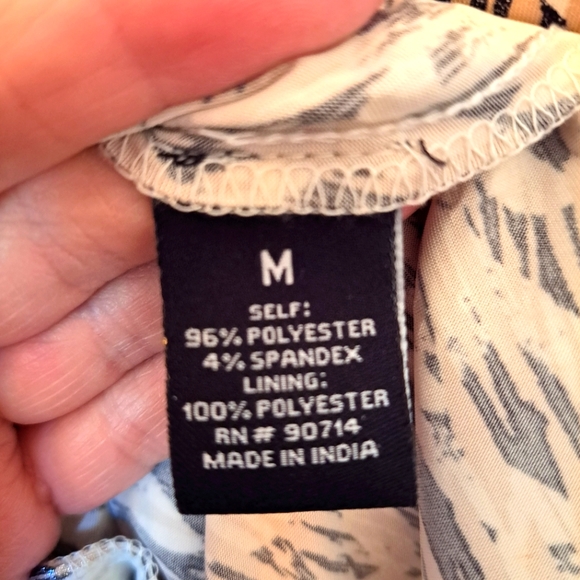 M
SELF:
96% POLYESTER
4% SPANDEX
LINING:
100% POLYESTER
RN # 90714
MADE IN INDIA